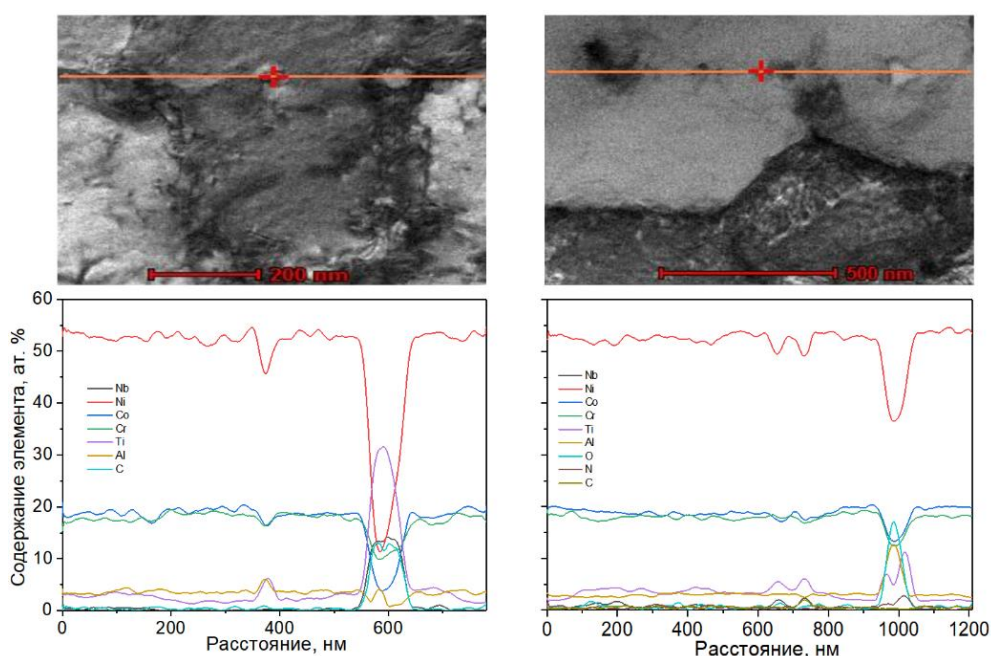 200 nm
500 nm
Содержание элемента, ат. %
60
50
40
30
20
10
0
Nb
Ni
Co
Cr
Ti
Al
C
0 200 400 600
Расстояние, нм
Nb
Ni
Co
Cr
Ti
Al
O
N
C
0 200 400 600 800 1000 1200
Расстояние, нм